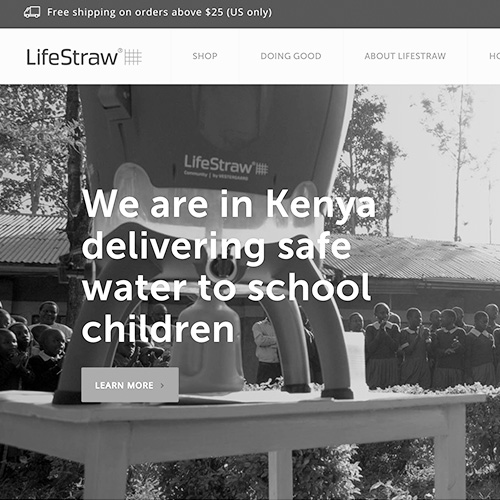 Free shipping on orders above $25 (US only)
LifeStraw®
SHOP
DOING GOOD
ABOUT LIFESTRAW
HO
LifeStraw®
Community | by VESTERGAARD
We are in Kenya
delivering safe
water to school
children
LEARN MORE >